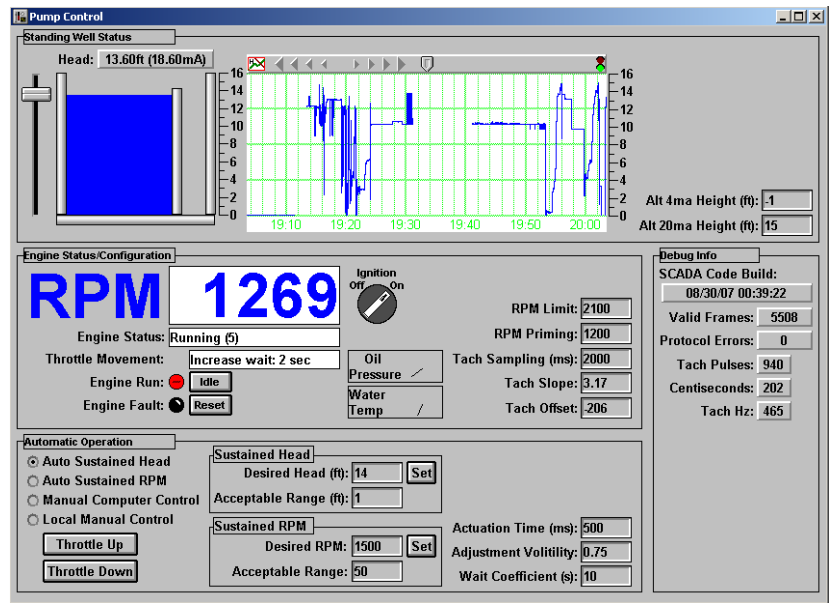 Pump Control
Standing Well Status
Head: 13.60ft (18.60mA)
16
14
12
10
8
6
4
2
0
16
14
12
10
8
6
4
2
0
19:10 19:20 19:30 19:40 19:50 20:00
Alt 4ma Height (ft): -1
Alt 20ma Height (ft): 15
Engine Status/Configuration
RPM 1269
Ignition
Off On
Engine Status: Running (5)
Throttle Movement: Increase wait: 2 sec
Engine Run: Idle
Engine Fault: Reset
Oil
Pressure
Water
Temp
RPM Limit: 2100
RPM Priming: 1200
Tach Sampling (ms): 2000
Tach Slope: 3.17
Tach Offset: -206
Debug Info
SCADA Code Build:
08/30/07 00:39:22
Valid Frames: 5508
Protocol Errors: 0
Tach Pulses: 940
Centiseconds: 202
Tach Hz: 465
Automatic Operation
Auto Sustained Head
Auto Sustained RPM
Manual Computer Control
Local Manual Control
Throttle Up
Throttle Down
Sustained Head
Desired Head (ft): 14 Set
Acceptable Range (ft): 1
Sustained RPM
Desired RPM: 1500 Set
Acceptable Range: 50
Actuation Time (ms): 500
Adjustment Volitility: 0.75
Wait Coefficient (s): 10